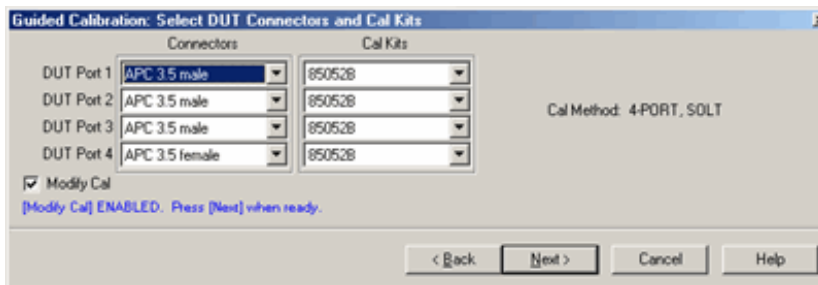 Guided Calibration: Select DUT Connectors and Cal Kits
Connectors Cal Kits
DUT Port 1 APC 3.5 male 85052B
DUT Port 2 APC 3.5 male 85052B
DUT Port 3 APC 3.5 male 85052B
DUT Port 4 APC 3.5 female 85052B
Cal Method: 4-PORT, SOLT
Modify Cal
[Modify Cal] ENABLED. Press [Next] when ready.
< Back Next > Cancel Help